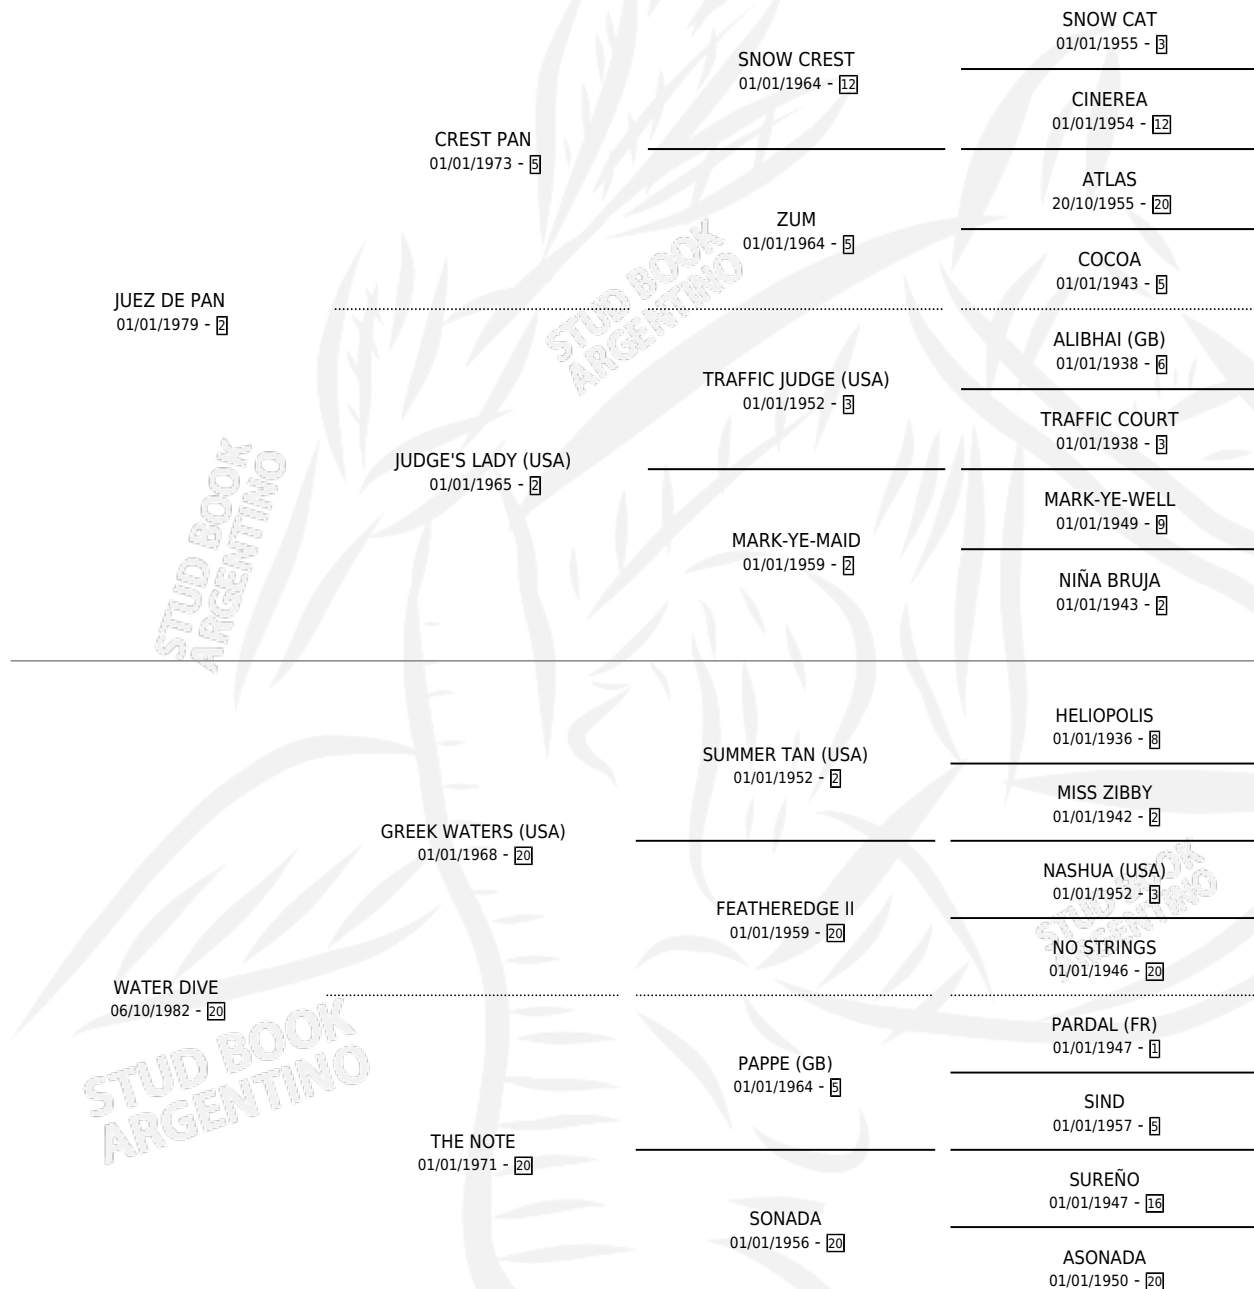 SNOW CAT
01/01/1955 - 3
SNOW CREST
01/01/1964 - 12
CINEREA
01/01/1954 - 12
CREST PAN
01/01/1973 - 5
ATLAS
20/10/1955 - 20
ZUM
01/01/1964 - 5
COCOA
01/01/1943 - 5
JUEZ DE PAN
01/01/1979 - 2
ALIBHAI (GB)
01/01/1938 - 6
TRAFFIC JUDGE (USA)
01/01/1952 - 3
TRAFFIC COURT
01/01/1938 - 3
JUDGE'S LADY (USA)
01/01/1965 - 2
MARK-YE-WELL
01/01/1949 - 9
MARK-YE-MAID
01/01/1959 - 2
NIÑA BRUJA
01/01/1943 - 2
HELIOPOLIS
01/01/1936 - 8
SUMMER TAN (USA)
01/01/1952 - 2
MISS ZIBBY
01/01/1942 - 2
GREEK WATERS (USA)
01/01/1968 - 20
NASHUA (USA)
01/01/1952 - 3
FEATHEREDGE II
01/01/1959 - 20
NO STRINGS
01/01/1946 - 20
WATER DIVE
06/10/1982 - 20
PARDAL (FR)
01/01/1947 - 1
PAPPE (GB)
01/01/1964 - 5
SIND
01/01/1957 - 5
THE NOTE
01/01/1971 - 20
SUREÑO
01/01/1947 - 16
SONADA
01/01/1956 - 20
ASONADA
01/01/1950 - 20
STUD BOOK
ARGENTINO
STUD BOOK
ARGENTINO
STUD BOOK
ARGENTINO
STUD BOOK
ARGENTINO